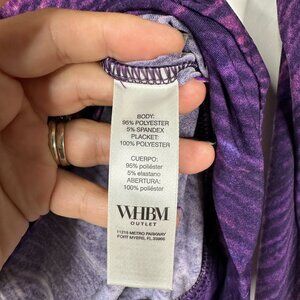 BODY:
95% POLYESTER
5% SPANDEX
PLACKET:
100% POLYESTER
CUERPO:
95% poliéster
5% elastano
ABERTURA:
100% poliéster
WHBM
OUTLET
11215 METRO PARKWAY
FORT MYERS, FL 33966